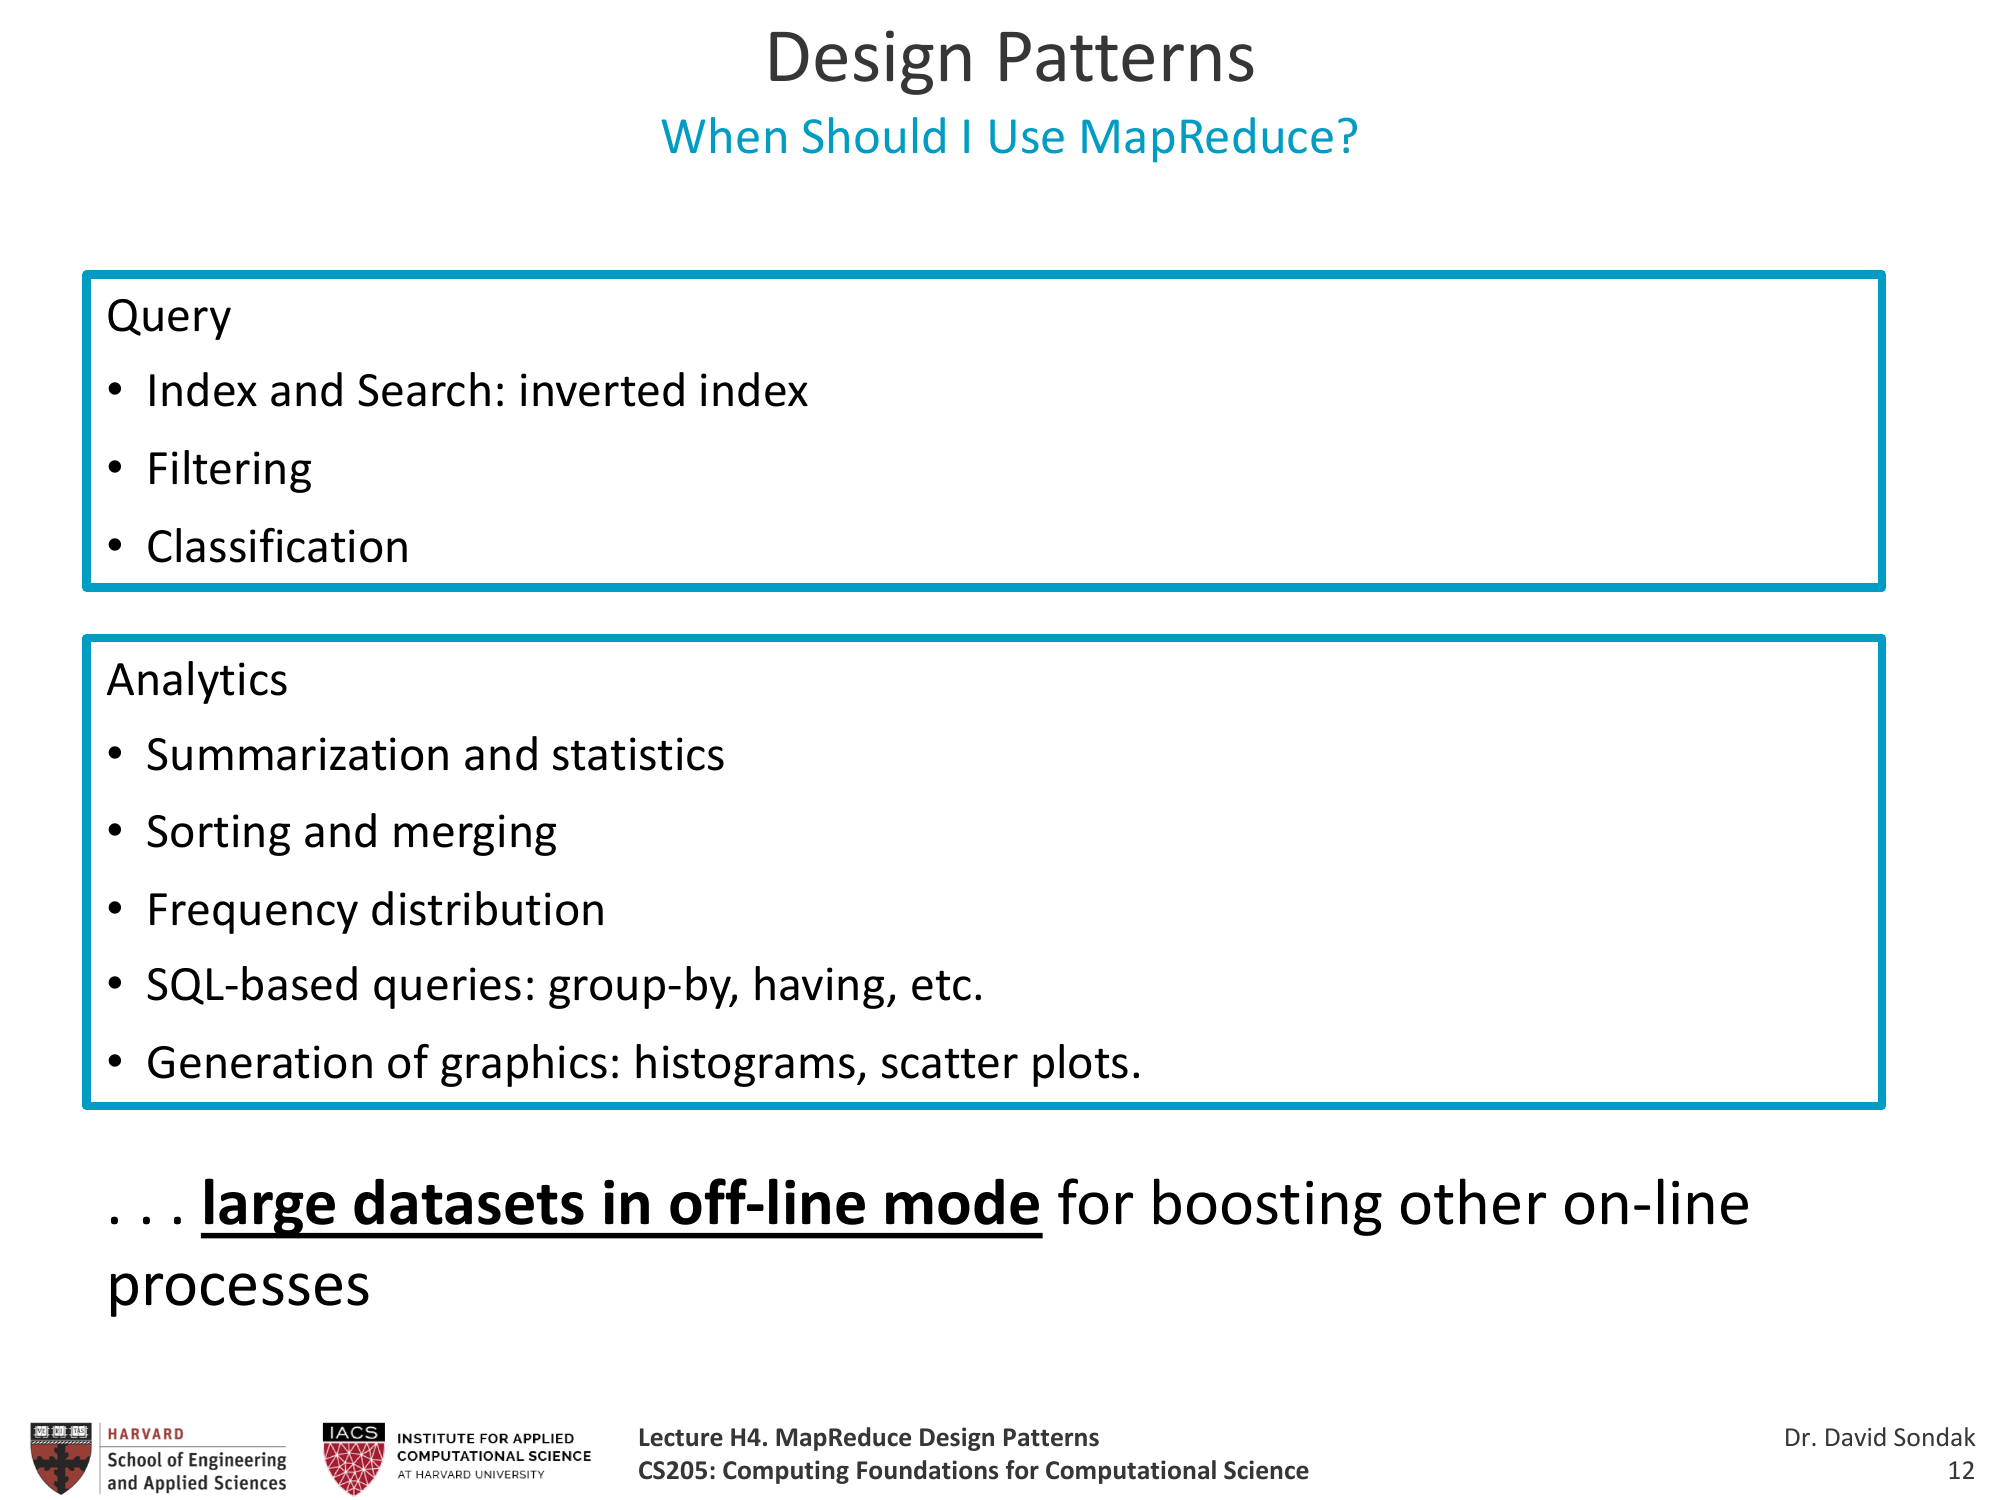 Design Patterns
When Should I Use MapReduce?
Query
• Index and Search: inverted index
• Filtering
• Classification
Analytics
• Summarization and statistics
• Sorting and merging
• Frequency distribution
• SQL-based queries: group-by, having, etc.
• Generation of graphics: histograms, scatter plots.
. . . large datasets in off-line mode for boosting other on-line
processes
HARVARD
School of Engineering
and Applied Sciences
IACS
INSTITUTE FOR APPLIED
COMPUTATIONAL SCIENCE
AT HARVARD UNIVERSITY
Lecture H4. MapReduce Design Patterns
CS205: Computing Foundations for Computational Science
Dr. David Sondak
12